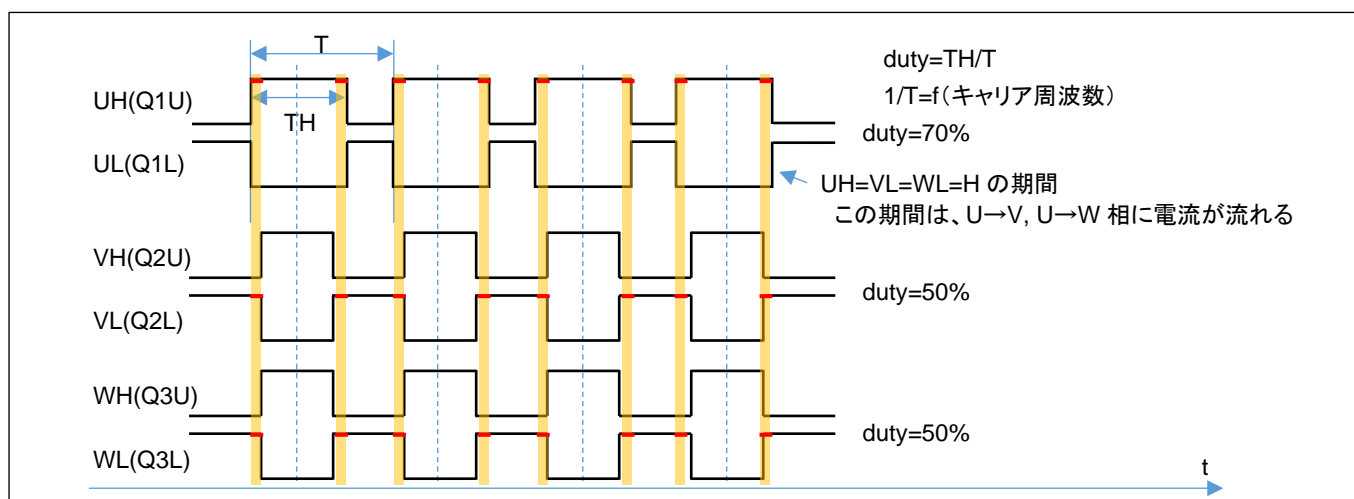 T
duty=TH/T
1/T=f（キャリア周波数）
UH(Q1U)
TH
duty=70%
UL(Q1L)
UH=VL=WL=H の期間
この期間は、U→V, U→W 相に電流が流れる
VH(Q2U)
duty=50%
VL(Q2L)
WH(Q3U)
duty=50%
WL(Q3L)
t